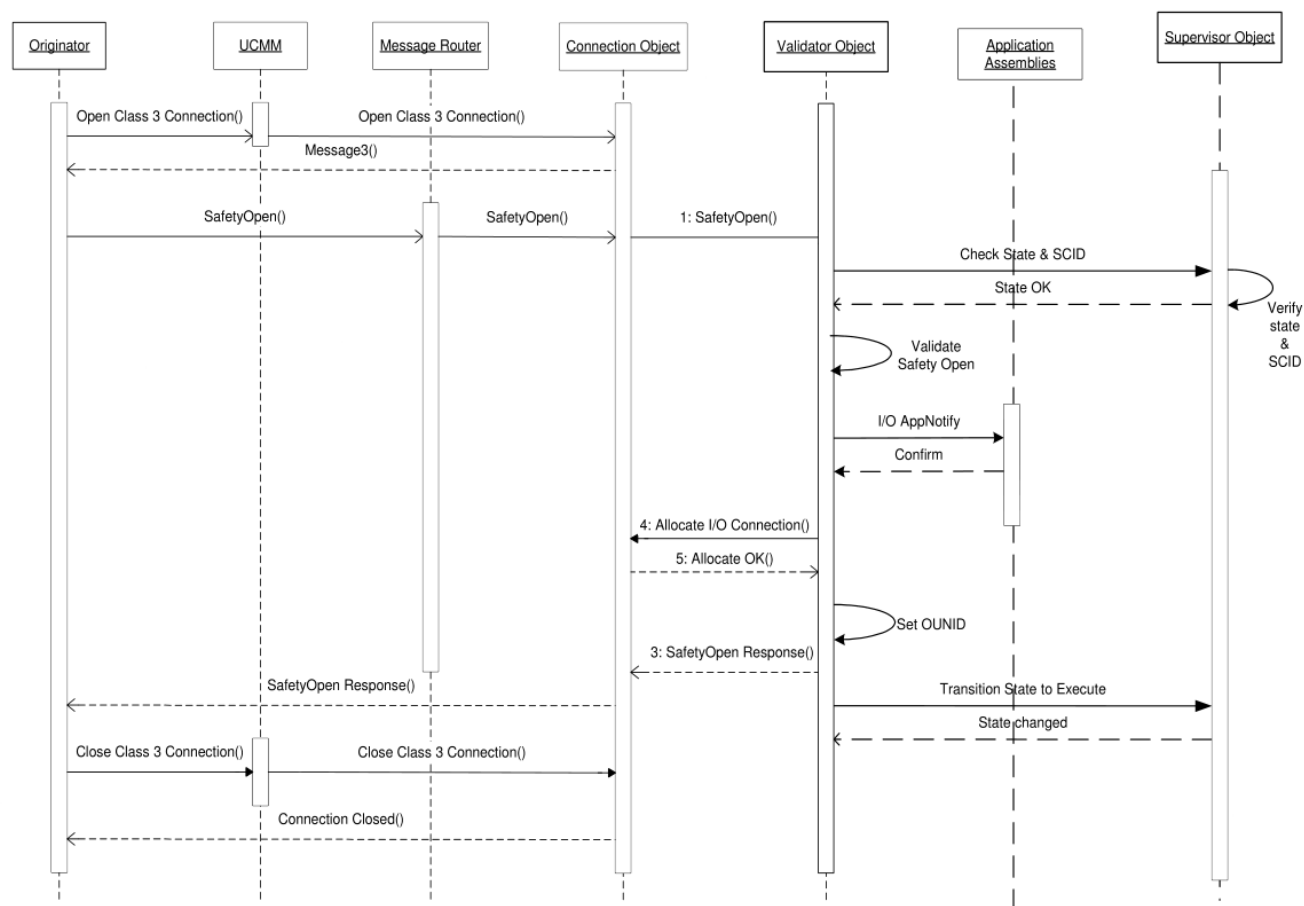 Originator
UCMM
Message Router
Connection Object
Validator Object
Application
Assemblies
Supervisor Object
Open Class 3 Connection()
Open Class 3 Connection()
Message3()
SafetyOpen()
SafetyOpen()
1: SafetyOpen()
Check State & SCID
State OK
Verify
state
&
SCID
Validate
Safety Open
I/O AppNotify
Confirm
4: Allocate I/O Connection()
5: Allocate OK()
Set OUNID
3: SafetyOpen Response()
SafetyOpen Response()
Transition State to Execute
State changed
Close Class 3 Connection()
Close Class 3 Connection()
Connection Closed()